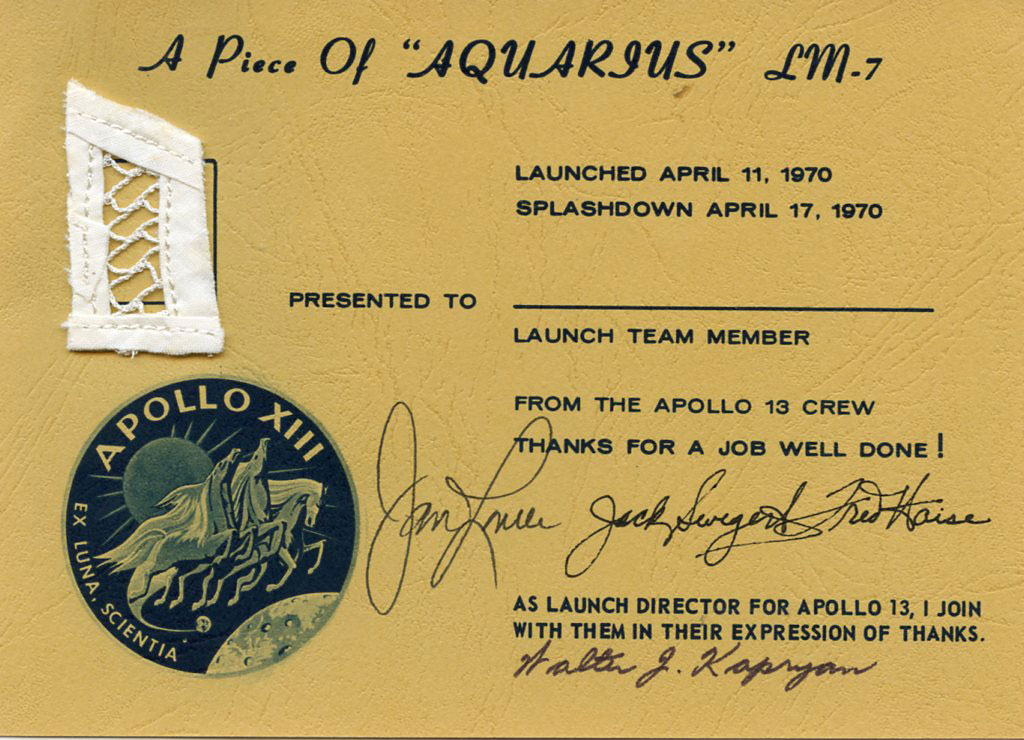 A Piece Of "AQUARIUS" LM-7
LAUNCHED APRIL 11, 1970
SPLASHDOWN APRIL 17, 1970
PRESENTED TO
LAUNCH TEAM MEMBER
FROM THE APOLLO 13 CREW
THANKS FOR A JOB WELL DONE!
APOLLO XIII
EX LUNA, SCIENTIA
Jack Swigert Fred Haise
AS LAUNCH DIRECTOR FOR APOLLO 13, I JOIN
WITH THEM IN THEIR EXPRESSION OF THANKS.
Walter J. Kapryan